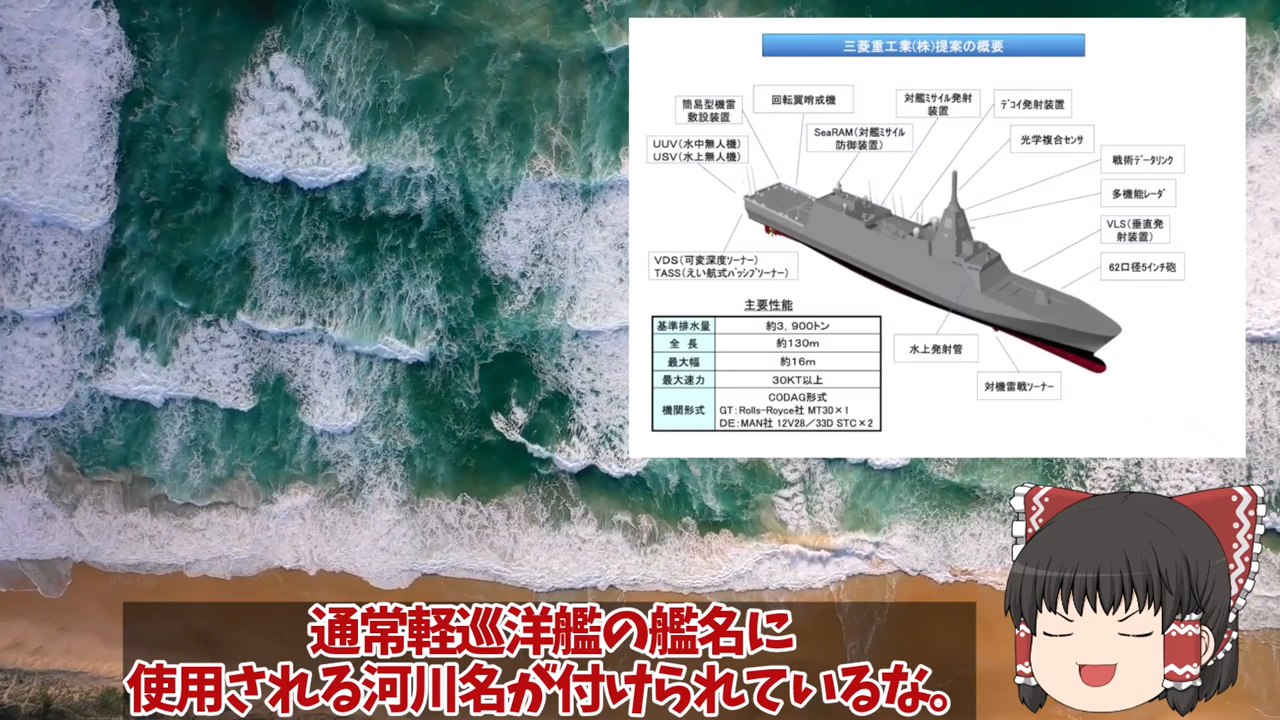 三菱重工業(株)提案の概要
簡易型機雷
敷設装置
回転翼哨戒機
対艦ミサイル発射
装置
デコイ発射装置
UUV(水中無人機)
USV(水上無人機)
SeaRAM(対艦ミサイル
防御装置)
光学複合センサ
戦術データリンク
多機能レーダ
VLS(垂直発
射装置)
62口径5インチ砲
VDS(可変深度ソーナー)
TASS(えい航式パッシブソーナー)
水上発射管
対機雷戦ソーナー
主要性能
基準排水量 約3,900トン
全長 約130m
最大幅 約16m
最大速力 30KT以上
機関形式 CODAG形式
GT:Rolls-Royce社 MT30×1
DE:MAN社 12V28/33D STC×2
通常軽巡洋艦の艦名に
使用される河川名が付けられているな。